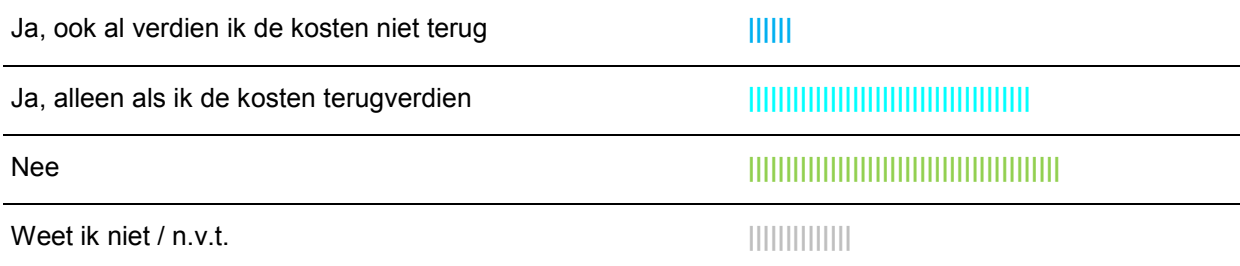 Ja, ook al verdien ik de kosten niet terug
Ja, alleen als ik de kosten terugverdien
Nee
Weet ik niet / n.v.t.